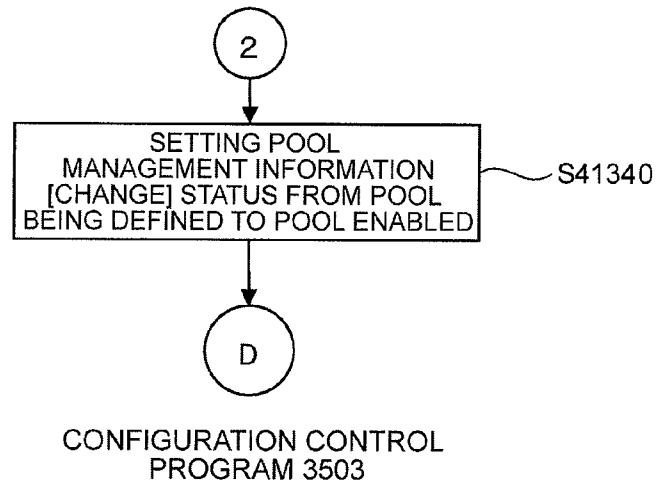 2
SETTING POOL
MANAGEMENT INFORMATION
[CHANGE] STATUS FROM POOL
BEING DEFINED TO POOL ENABLED
S41340
D
CONFIGURATION CONTROL
PROGRAM 3503